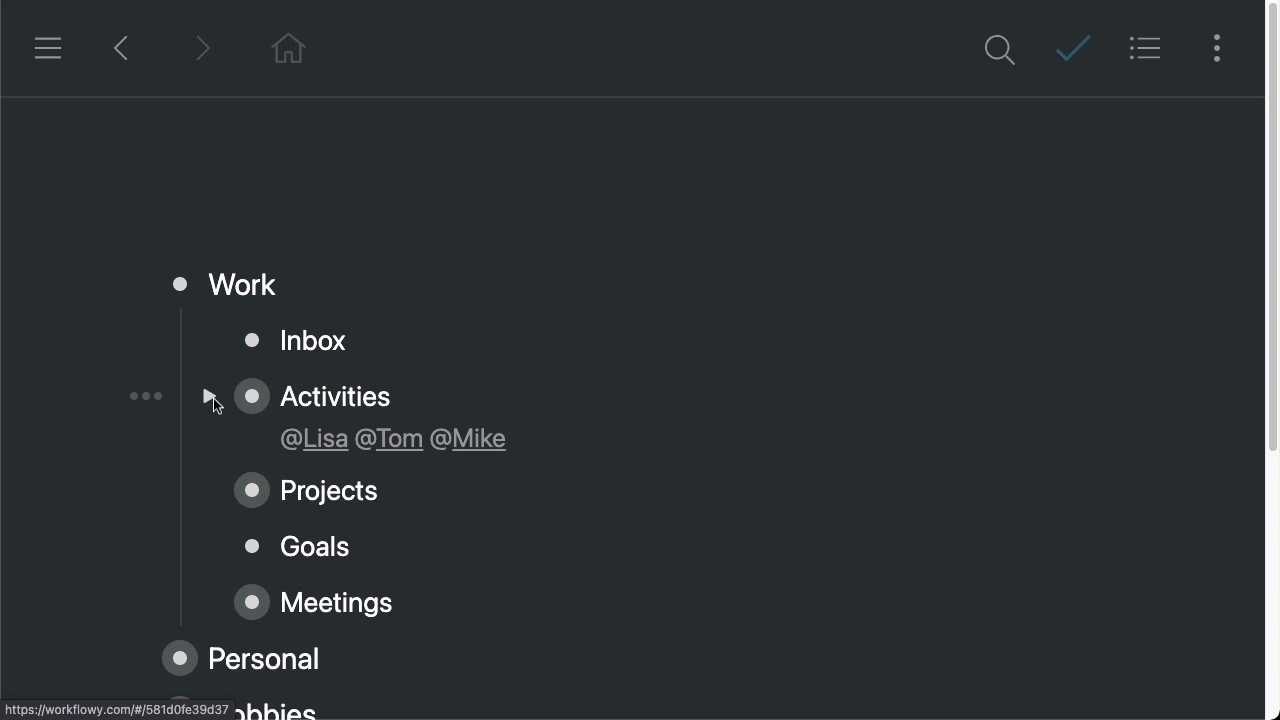 Work
Inbox
Activities
@Lisa @Tom @Mike
Projects
Goals
Meetings
Personal
https://workflowy.com/#/581d0fe39d37